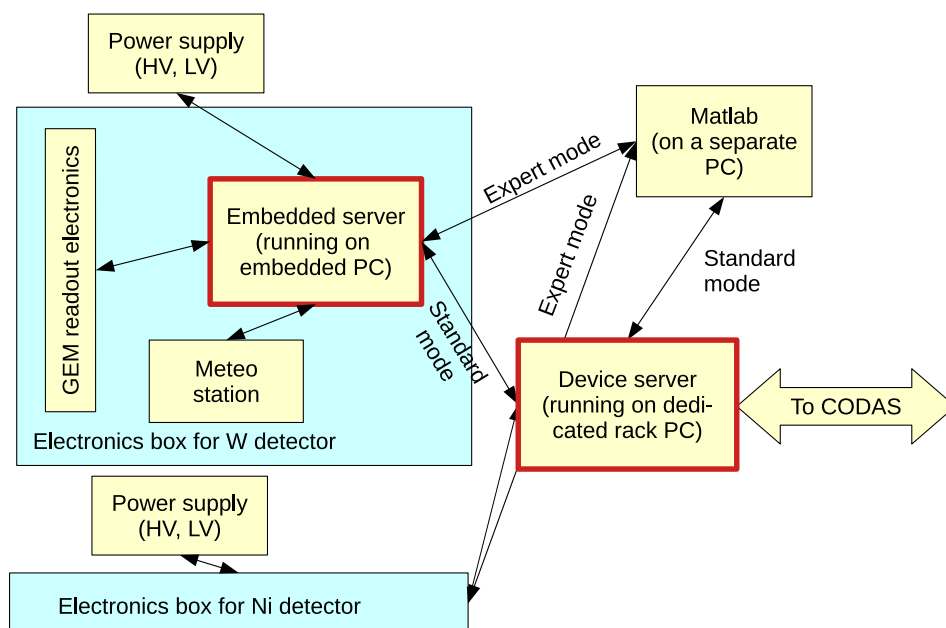 Power supply
(HV, LV)
GEM readout electronics
Embedded server
(running on
embedded PC)
Meteo
station
Electronics box for W detector
Expert mode
Expert mode
Standard
mode
Matlab
(on a separate
PC)
Standard
mode
Device server
(running on dedi-
cated rack PC)
To CODAS
Power supply
(HV, LV)
Electronics box for Ni detector